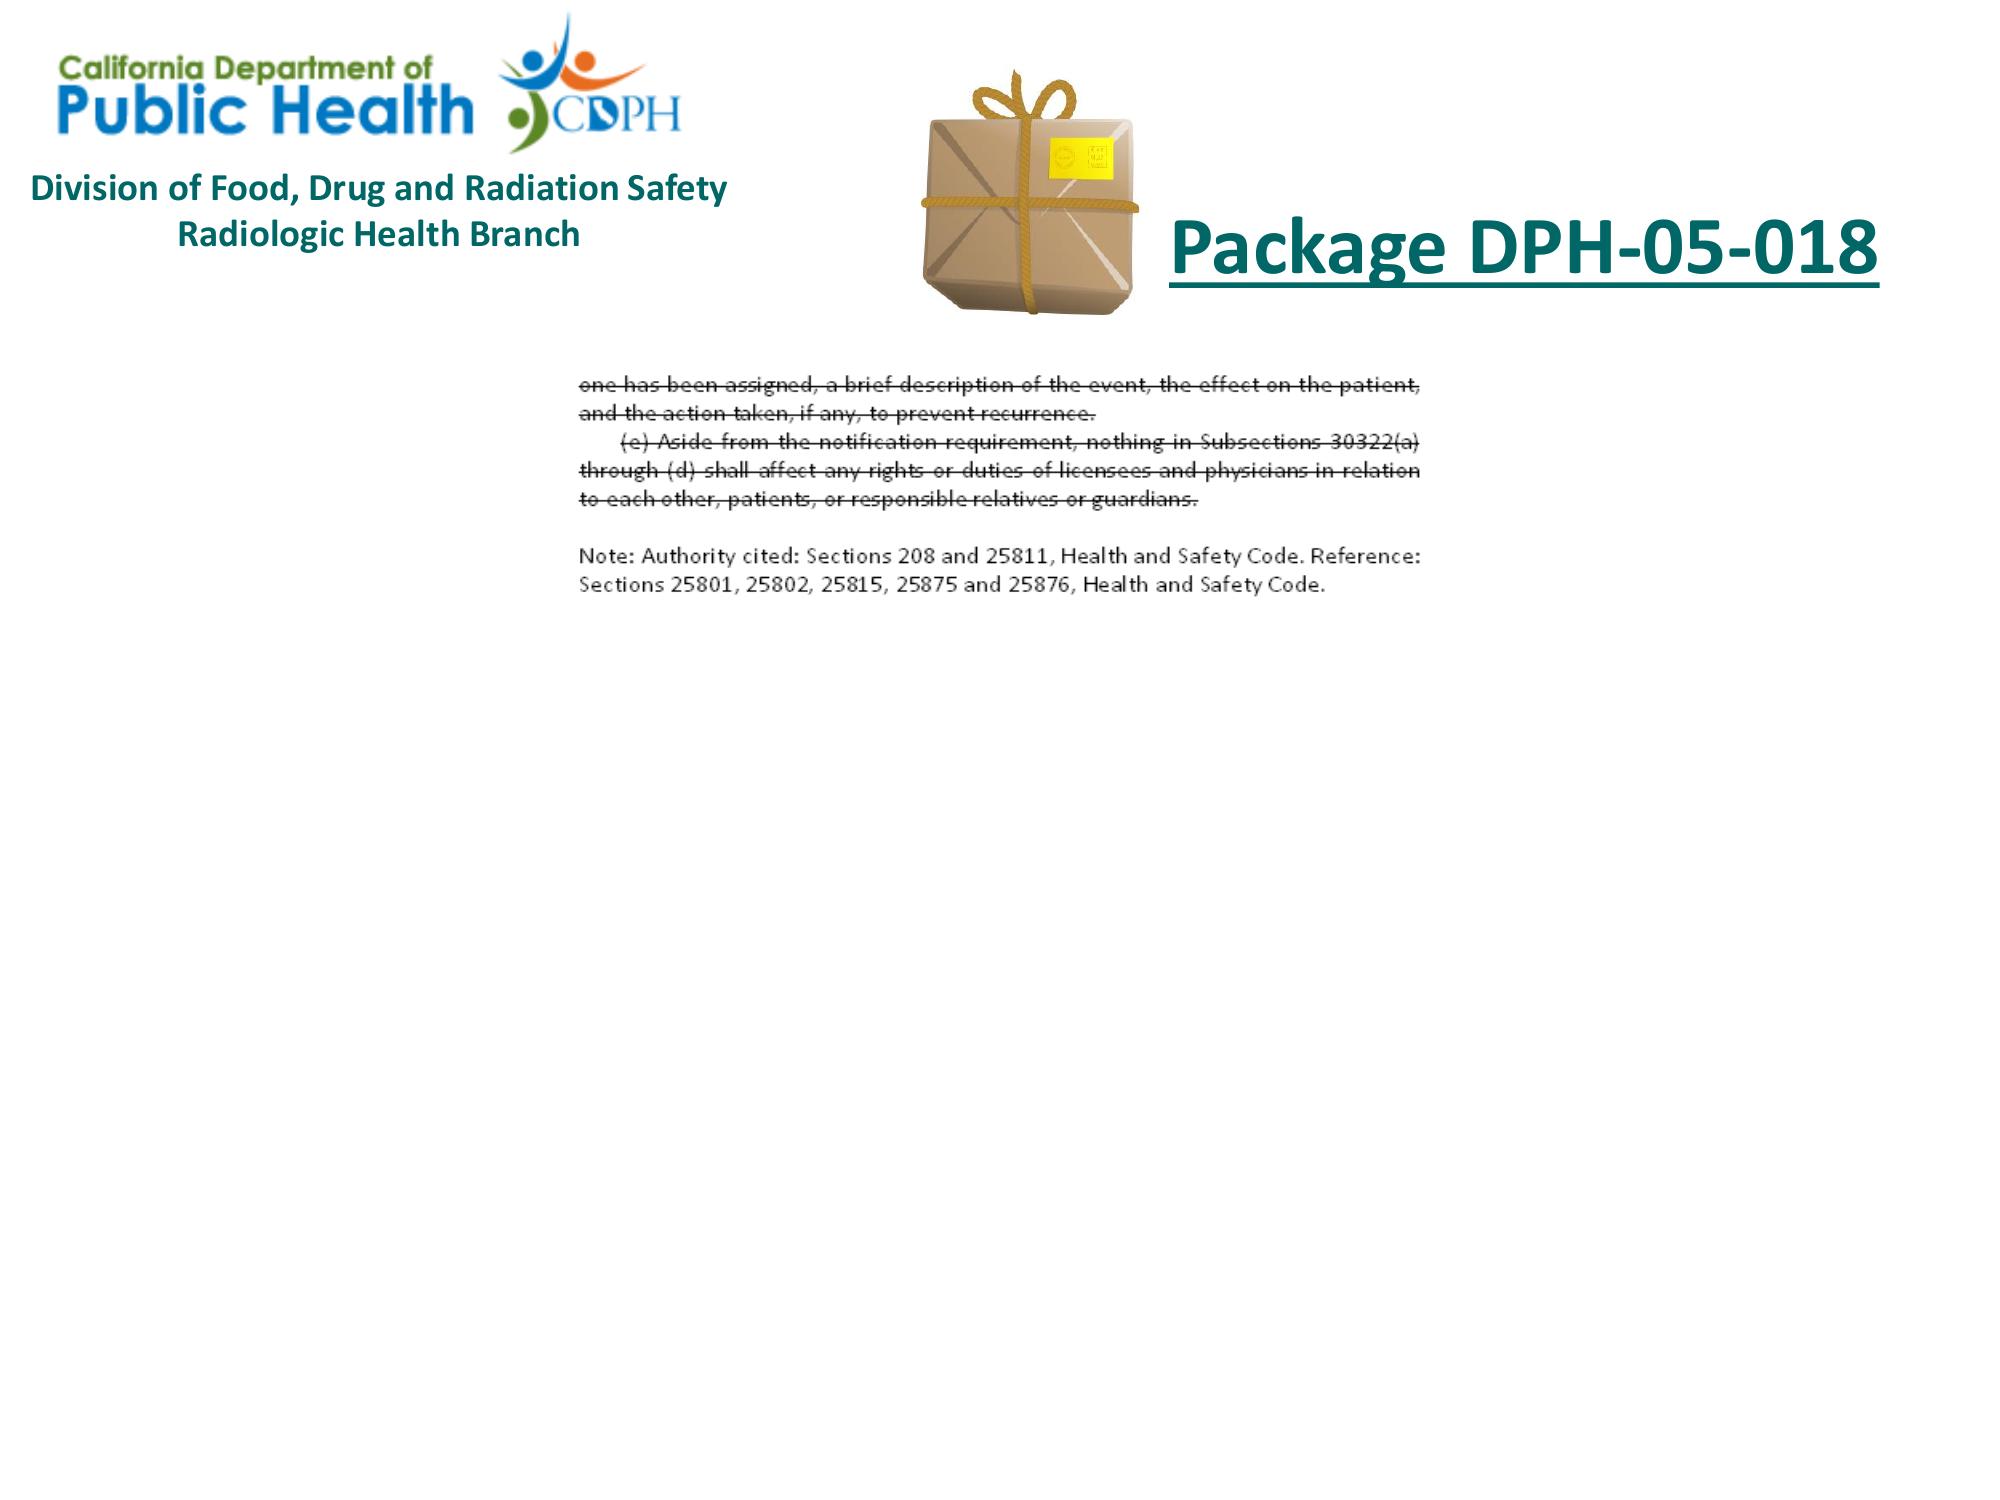 California Department of
Public Health
CDPH
Division of Food, Drug and Radiation Safety
Radiologic Health Branch
Package DPH-05-018
one has been assigned, a brief description of the event, the effect on the patient,
and the action taken, if any, to prevent recurrence.
(e) Aside from the notification requirement, nothing in Subsections 30322(a)
through (d) shall affect any rights or duties of licensees and physicians in relation
to each other, patients, or responsible relatives or guardians.
Note: Authority cited: Sections 208 and 25811, Health and Safety Code. Reference:
Sections 25801, 25802, 25815, 25875 and 25876, Health and Safety Code.